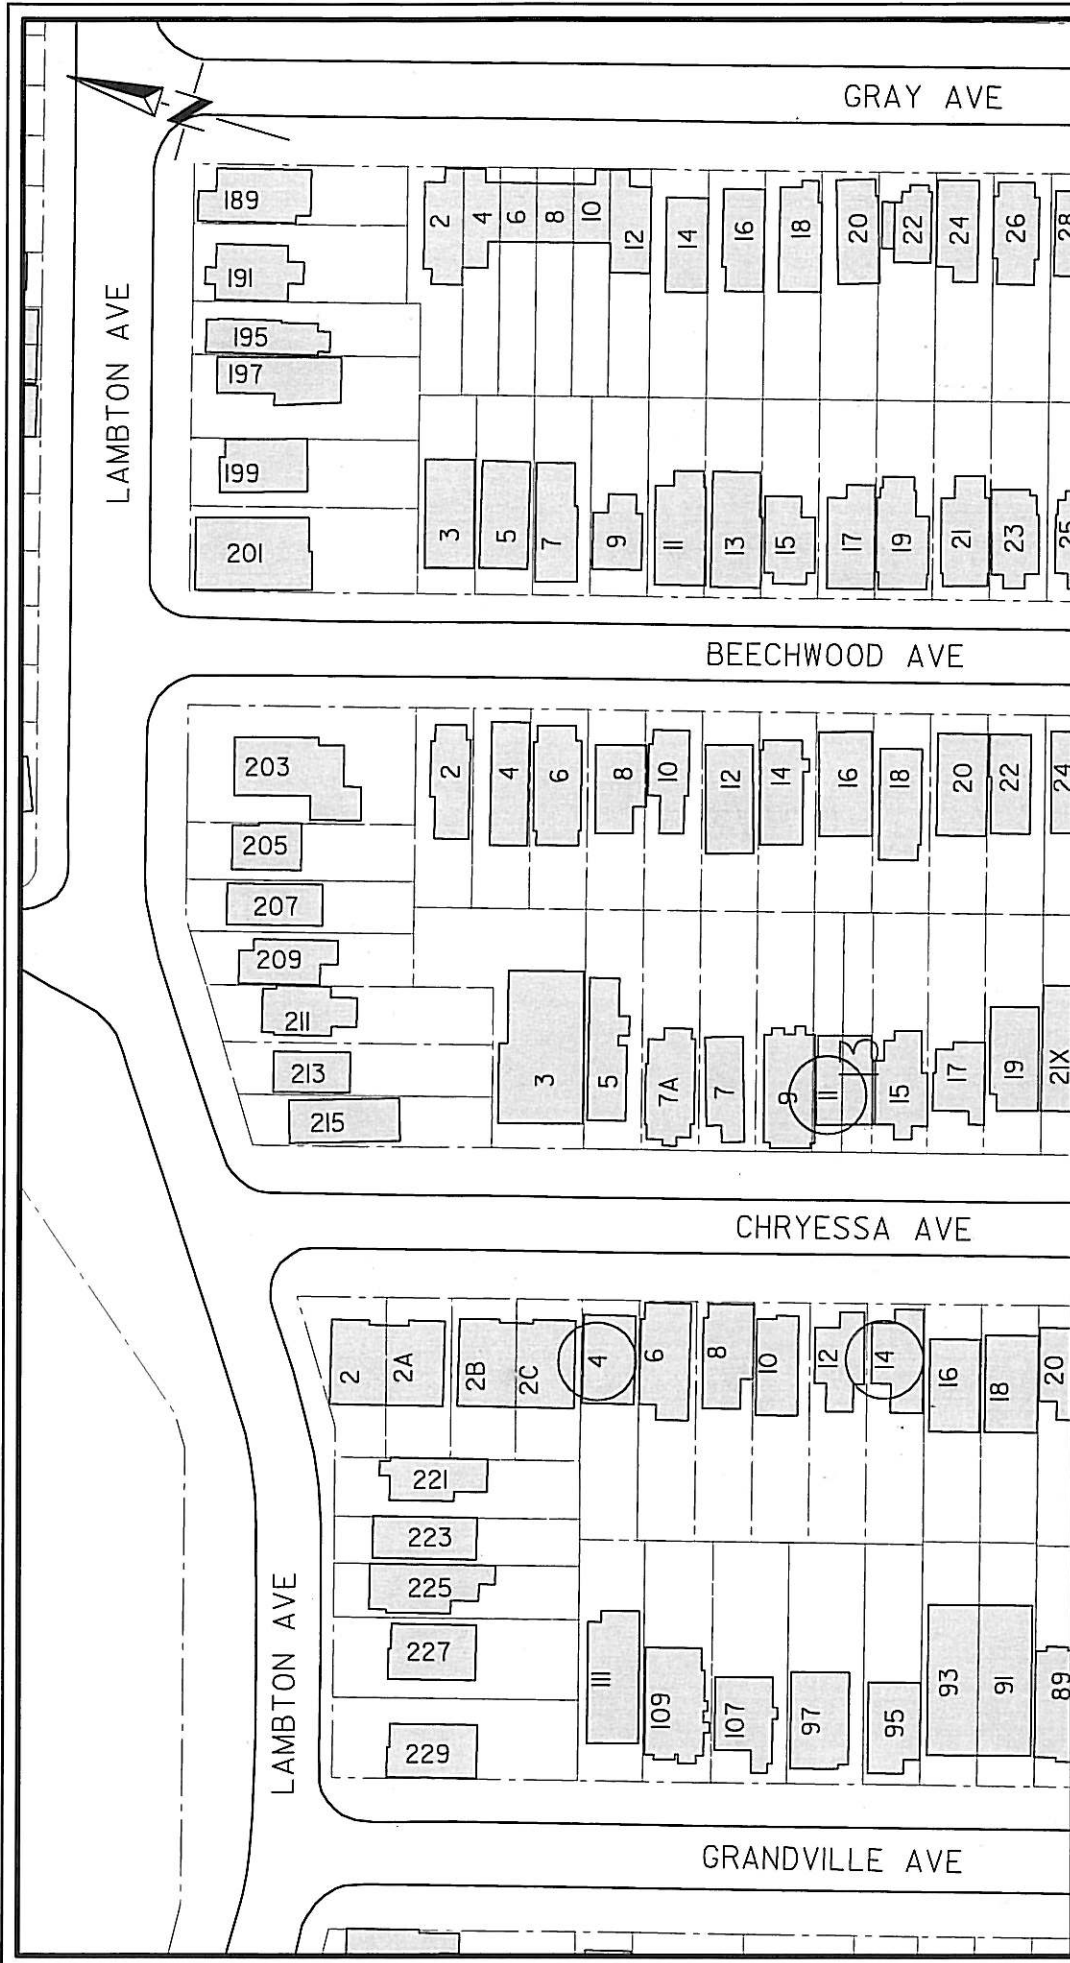 GRAY AVE
N
189
2 4 6 8 10 12 14 16 18 20 22 24 26 28
191
LAMBTON AVE
195
197
199
201
3 5 7 9 11 13 15 17 19 21 23 25
BEECHWOOD AVE
203
2 4 6 8 10 12 14 16 18 20 22 24
205
207
209
211
213
215
3 5 7A 7 9 11 13 15 17 19 21X
CHRYESSA AVE
2 2A 2B 2C 4 6 8 10 12 14 16 18 20
221
223
225
227
229
LAMBTON AVE
111 109 107 97 95 93 91 89
GRANDVILLE AVE